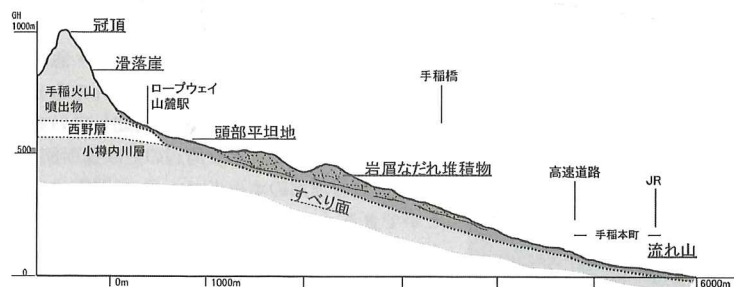 GH
1000m
冠頂
滑落崖
手稲火山
噴出物
ロープウェイ
山麓駅
手稲橋
西野層
頭部平坦地
小樽内川層
500m
岩屑なだれ堆積物
高速道路
JR
すべり面
手稲本町
流れ山
0
0m
1000m
6000m